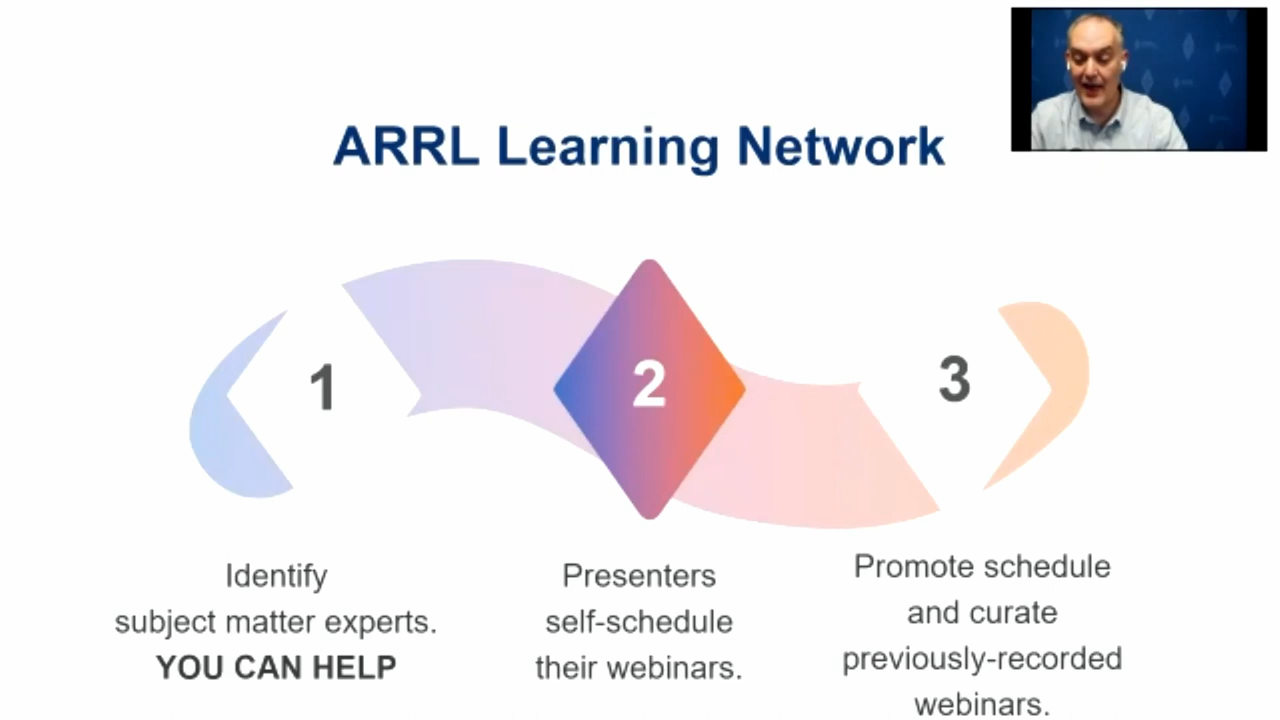 ARRL Learning Network
1
2
3
Identify
subject matter experts.
YOU CAN HELP
Presenters
self-schedule
their webinars.
Promote schedule
and curate
previously-recorded
webinars.